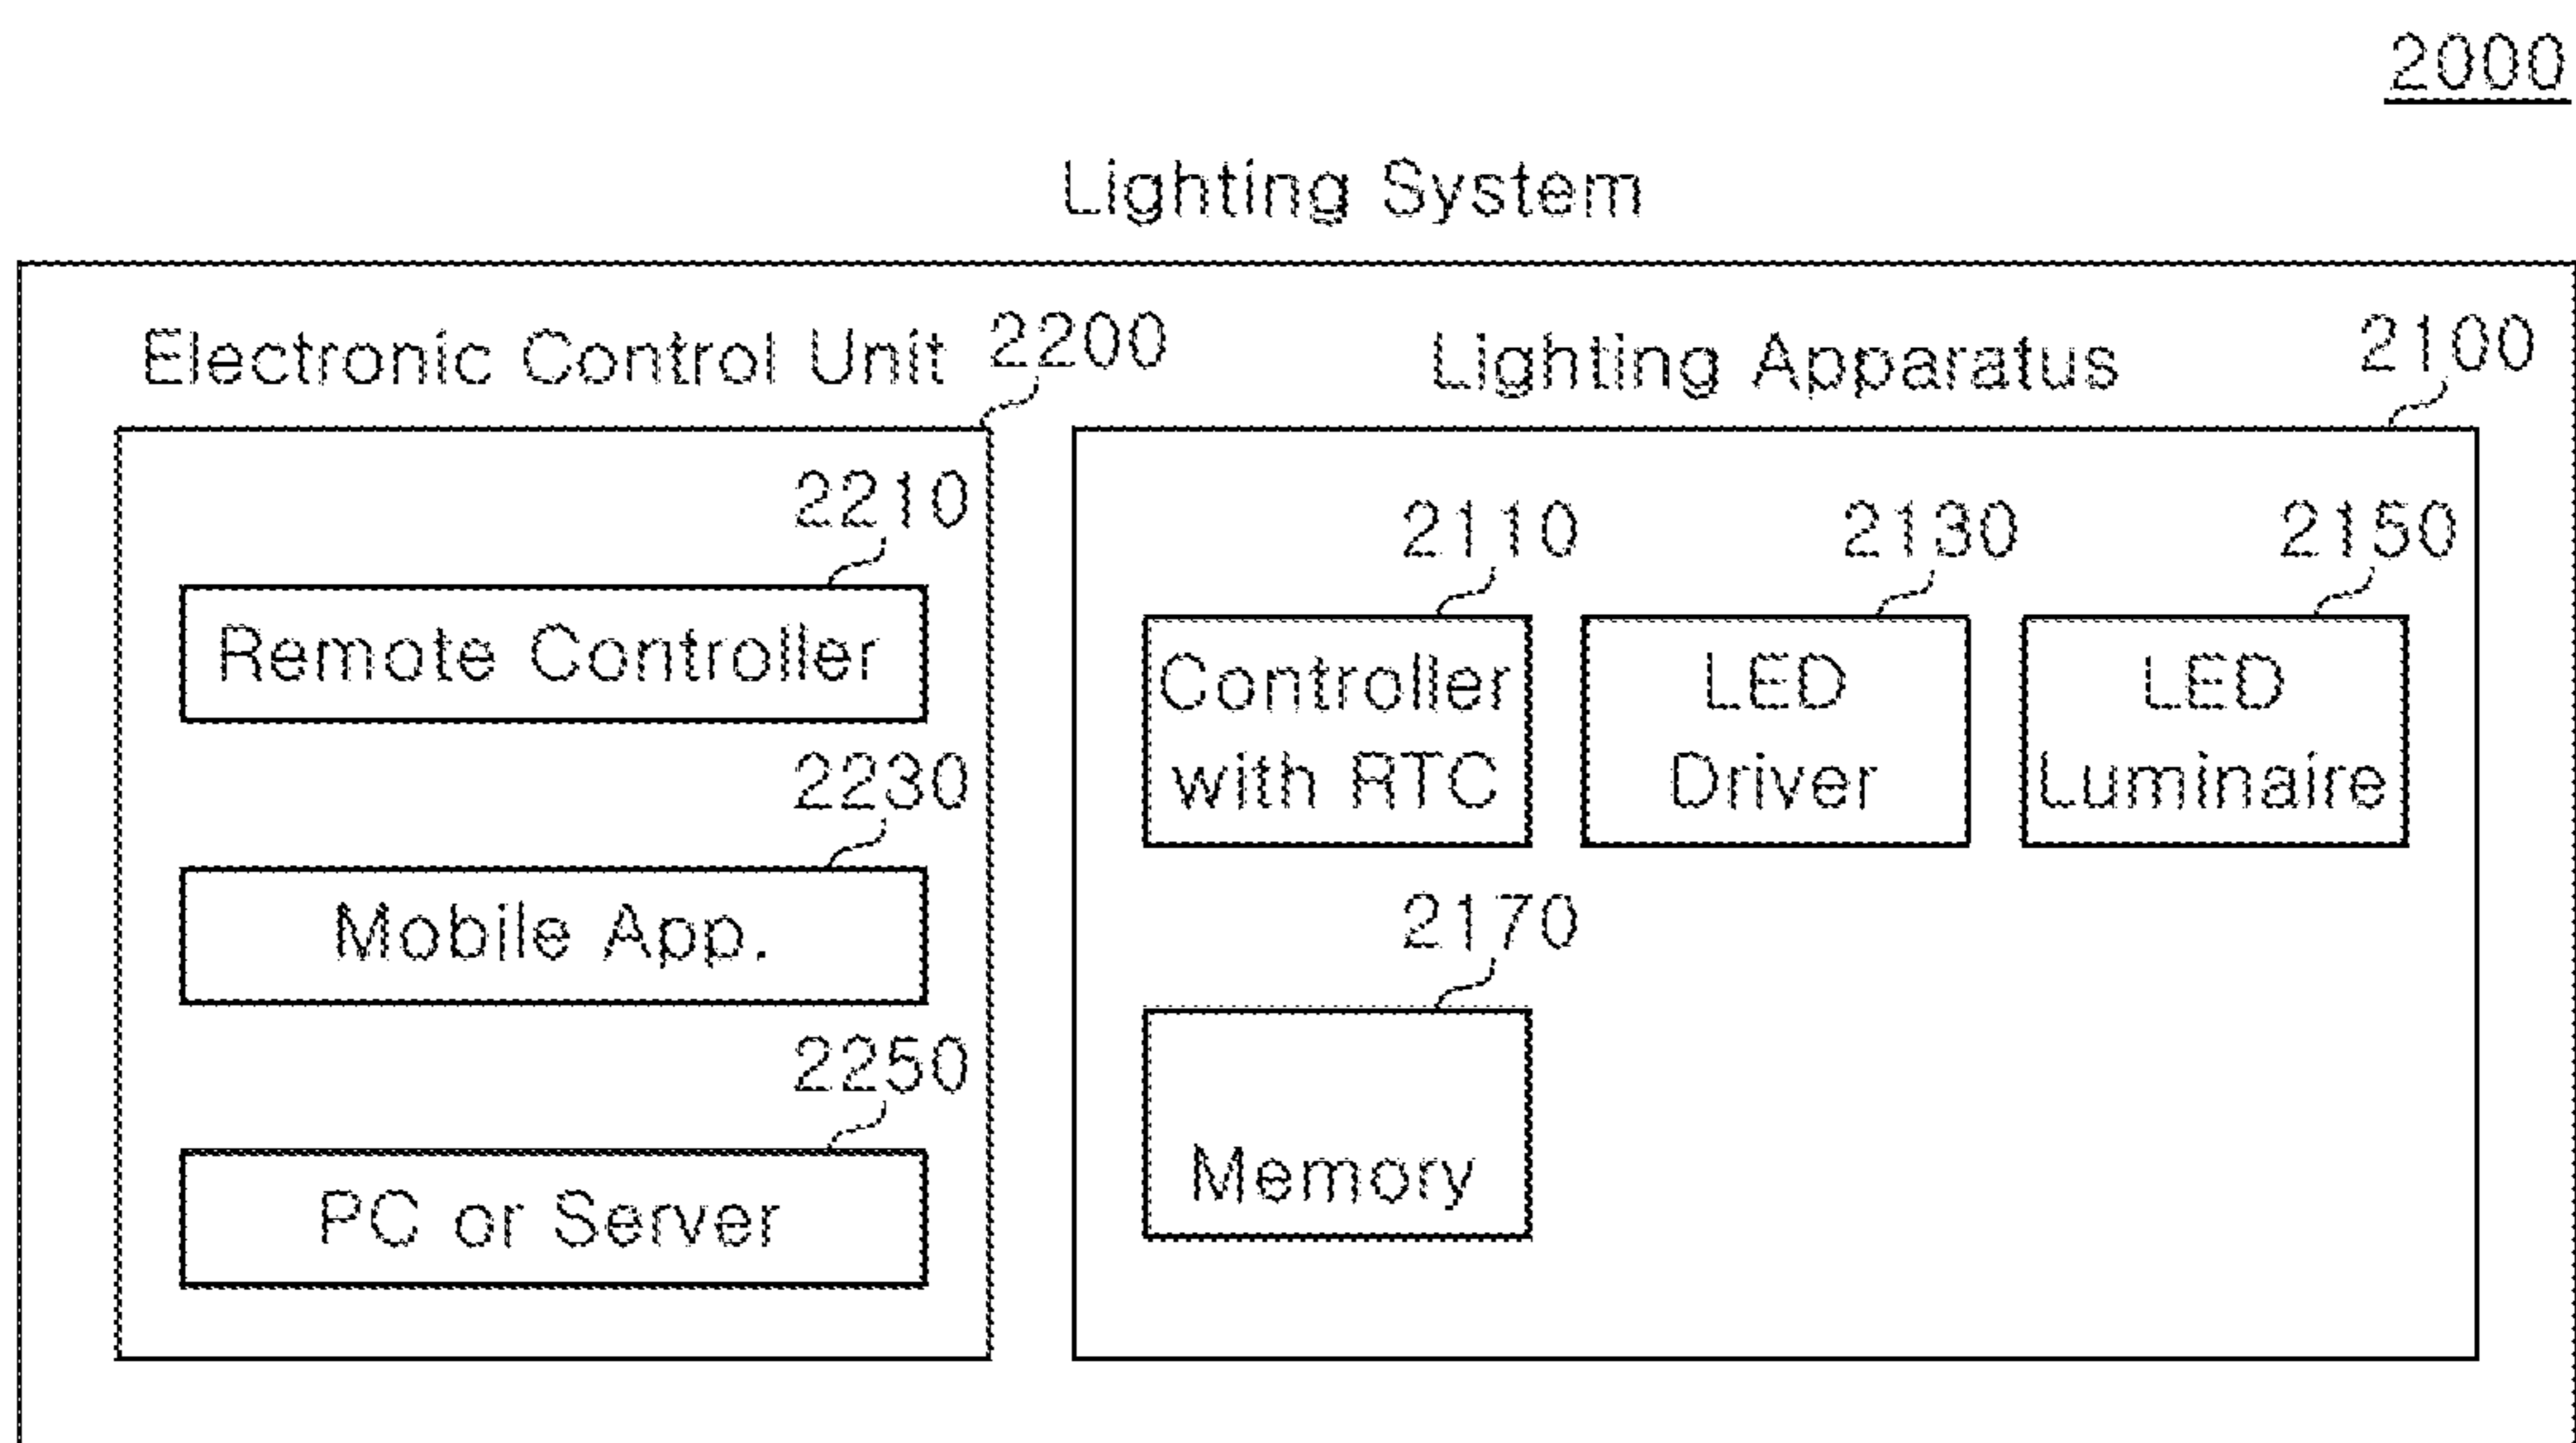 2000
Lighting System
Electronic Control Unit 2200
Lighting Apparatus 2100
2210
Remote Controller
2230
Mobile App.
2250
PC or Server
2110
Controller
with RTC
2130
LED
Driver
2150
LED
Luminaire
2170
Memory